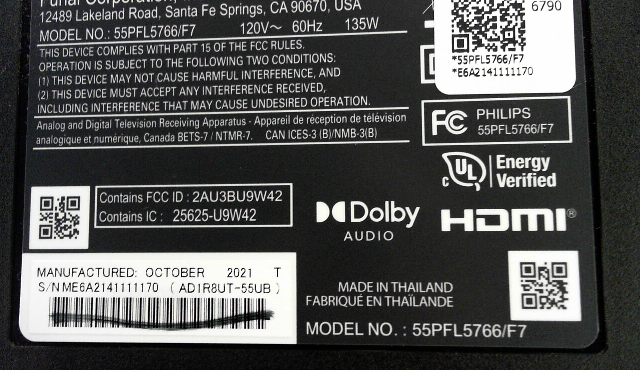 12489 Lakeland Road, Santa Fe Springs, CA 90670, USA
MODEL NO.: 55PFL5766/F7 120V~ 60Hz 135W
THIS DEVICE COMPLIES WITH PART 15 OF THE FCC RULES.
OPERATION IS SUBJECT TO THE FOLLOWING TWO CONDITIONS:
(1) THIS DEVICE MAY NOT CAUSE HARMFUL INTERFERENCE, AND
(2) THIS DEVICE MUST ACCEPT ANY INTERFERENCE RECEIVED,
INCLUDING INTERFERENCE THAT MAY CAUSE UNDESIRED OPERATION.
Analog and Digital Television Receiving Apparatus - Appareil de réception de télévision
analogique et numérique, Canada BETS-7 / NTMR-7. CAN ICES-3 (B)/NMB-3(B)
6790
*55PFL5766/F7
*E6A2141111170
FC PHILIPS
55PFL5766/F7
c UL Energy
Verified
Contains FCC ID : 2AU3BU9W42
Contains IC : 25625-U9W42
Dolby
AUDIO
HDMI®
MANUFACTURED: OCTOBER 2021 T
S/N ME6A2141111170 ( AD1R8UT-55UB )
MADE IN THAILAND
FABRIQUÉ EN THAÏLANDE
MODEL NO. : 55PFL5766/F7